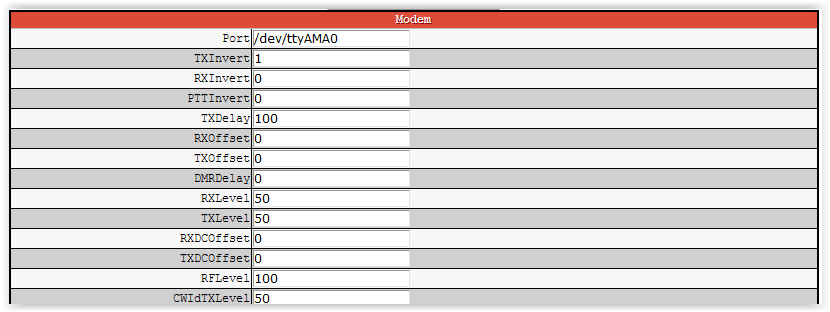 Modem
Port /dev/ttyAMA0
TXInvert 1
RXInvert 0
PTTInvert 0
TXDelay 100
RXOffset 0
TXOffset 0
DMRDelay 0
RXLevel 50
TXLevel 50
RXDCOffset 0
TXDCOffset 0
RFLevel 100
CWIdTXLevel 50